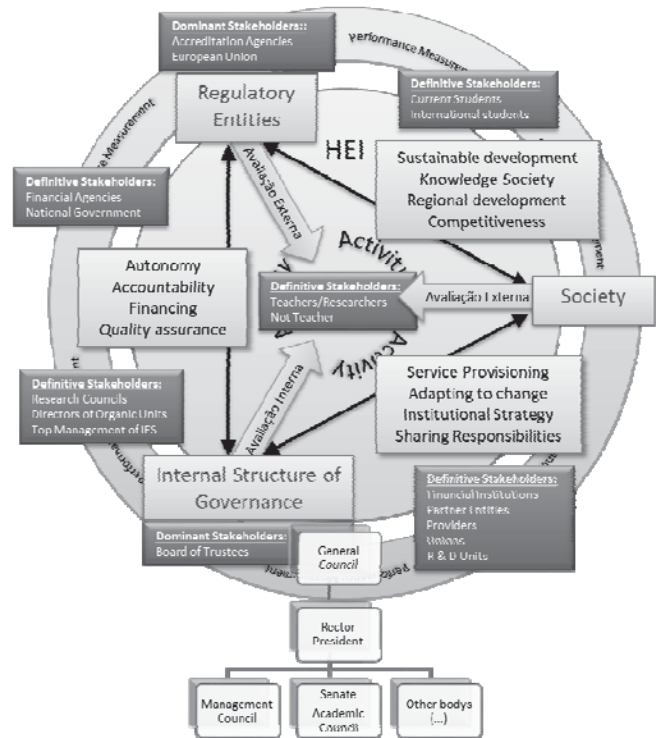 Dominant Stakeholders::
Accreditation Agencies
European Union
Performance Measurement
Regulatory
Entities
Definitive Stakeholders:
Current Students
International students
HEI
Measurement
Sustainable development
Knowledge Society
Regional development
Competitiveness
Definitive Stakeholders:
Financial Agencies
National Government
Avaliação Externa
Activity
Autonomy
Accountability
Financing
Quality assurance
Definitive Stakeholders:
Teachers/Researchers
Not Teacher
Avaliação Externa
Society
Activity
Definitive Stakeholders:
Research Councils
Directors of Organic Units
Top Management of IES
Avaliação Interna
Service Provisioning
Adapting to change
Institutional Strategy
Sharing Responsibilities
Internal Structure of
Governance
Definitive Stakeholders:
Financial Institutions
Partner Entities
Providers
Unions
R & D Units
Dominant Stakeholders:
Board of Trustees
General
Council
Rector
President
Management
Council
Senate
Academic
Council
Other bodys
(...)